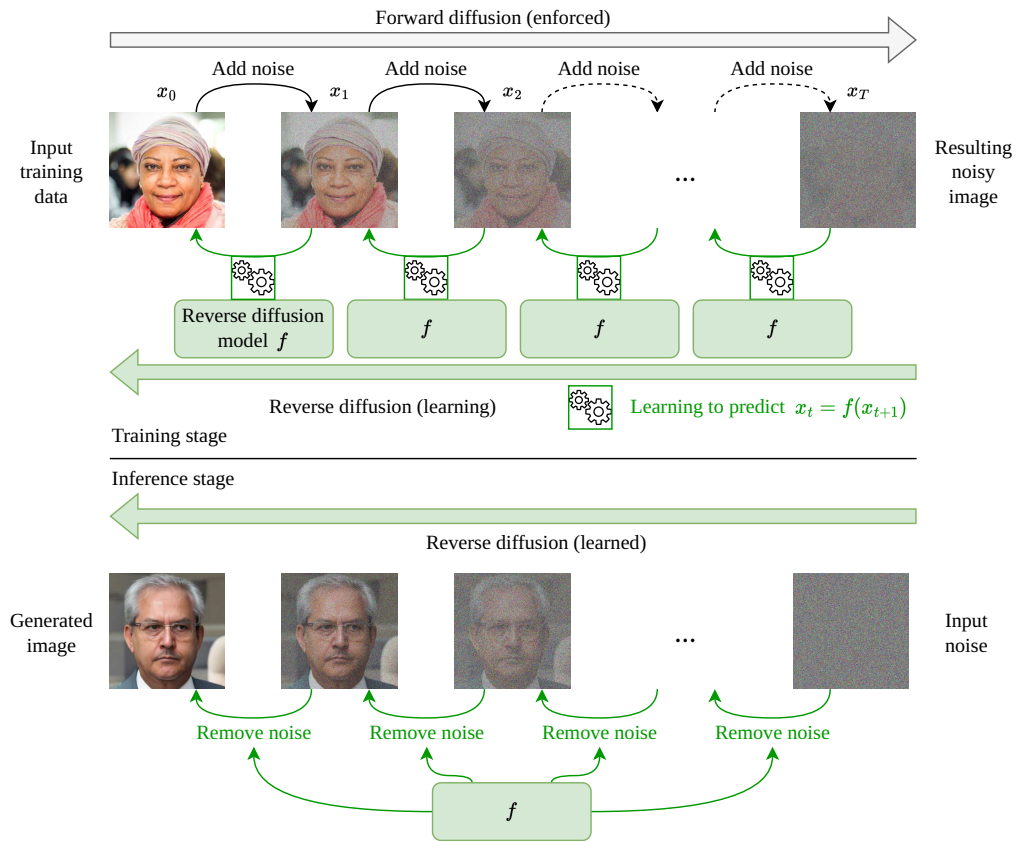 Forward diffusion (enforced)
Add noise
Add noise
Add noise
Add noise
x₀
x₁
x₂
x_T
Input
training
data
...
Resulting
noisy
image
Reverse diffusion
model f
f
f
f
Reverse diffusion (learning)
Learning to predict xₜ = f(xₜ₊₁)
Training stage
Inference stage
Reverse diffusion (learned)
Generated
image
...
Input
noise
Remove noise
Remove noise
Remove noise
Remove noise
f